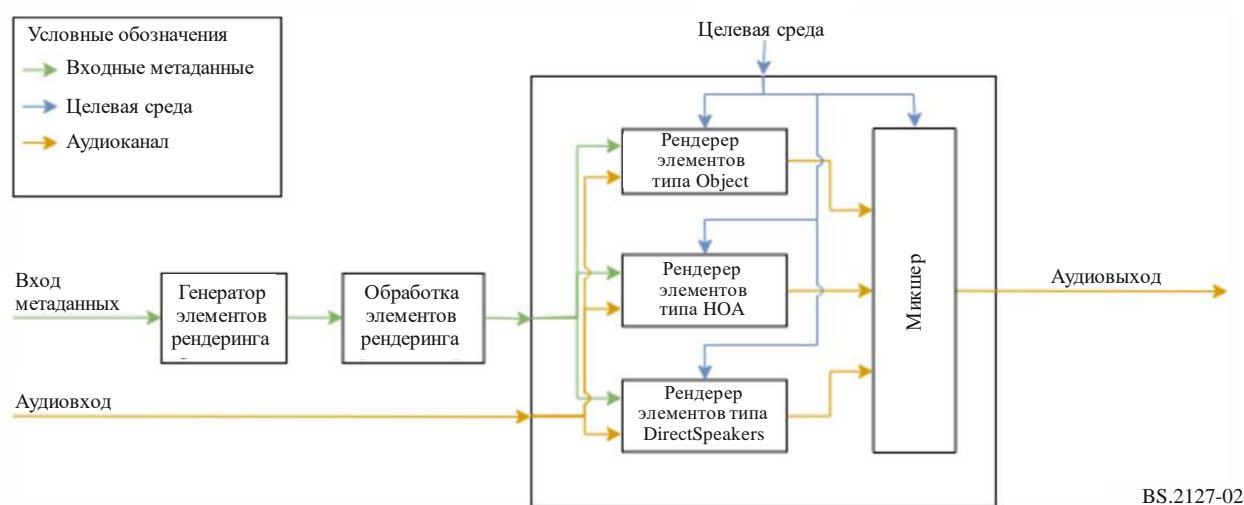 Условные обозначения
Входные метаданные
Целевая среда
Аудиоканал
Целевая среда
Рендерер
элементов
типа Object
Вход
метаданных
Генератор
элементов
рендеринга
Обработка
элементов
рендеринга
Рендерер
элементов
типа HOA
Микшер
Аудиовыход
Аудиовход
Рендерер
элементов типа
DirectSpeakers
BS.2127-02